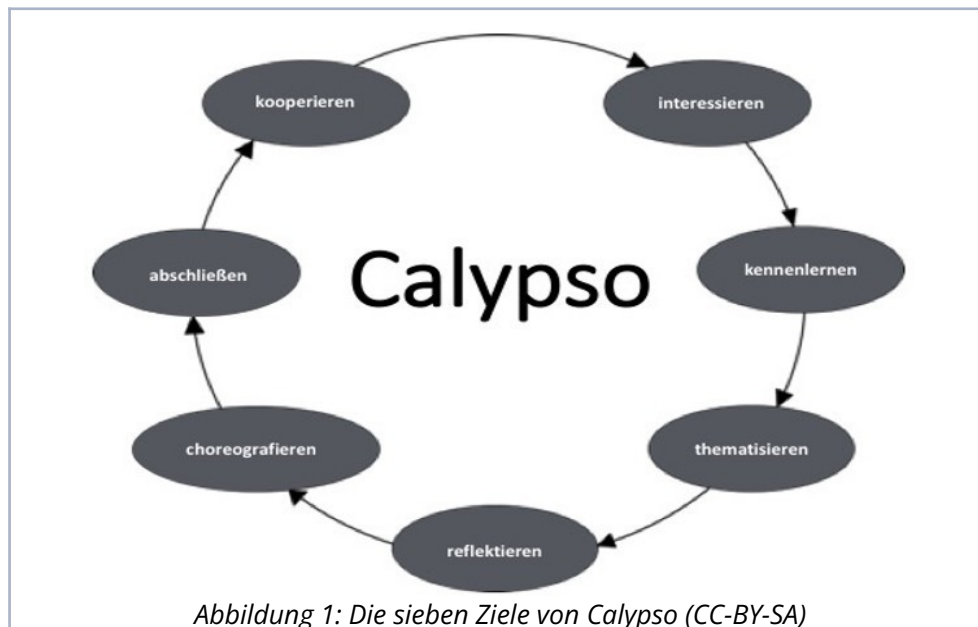 kooperieren
interessieren
kennenlernen
thematisieren
reflektieren
choreografieren
abschließen
Calypso
Abbildung 1: Die sieben Ziele von Calypso (CC-BY-SA)